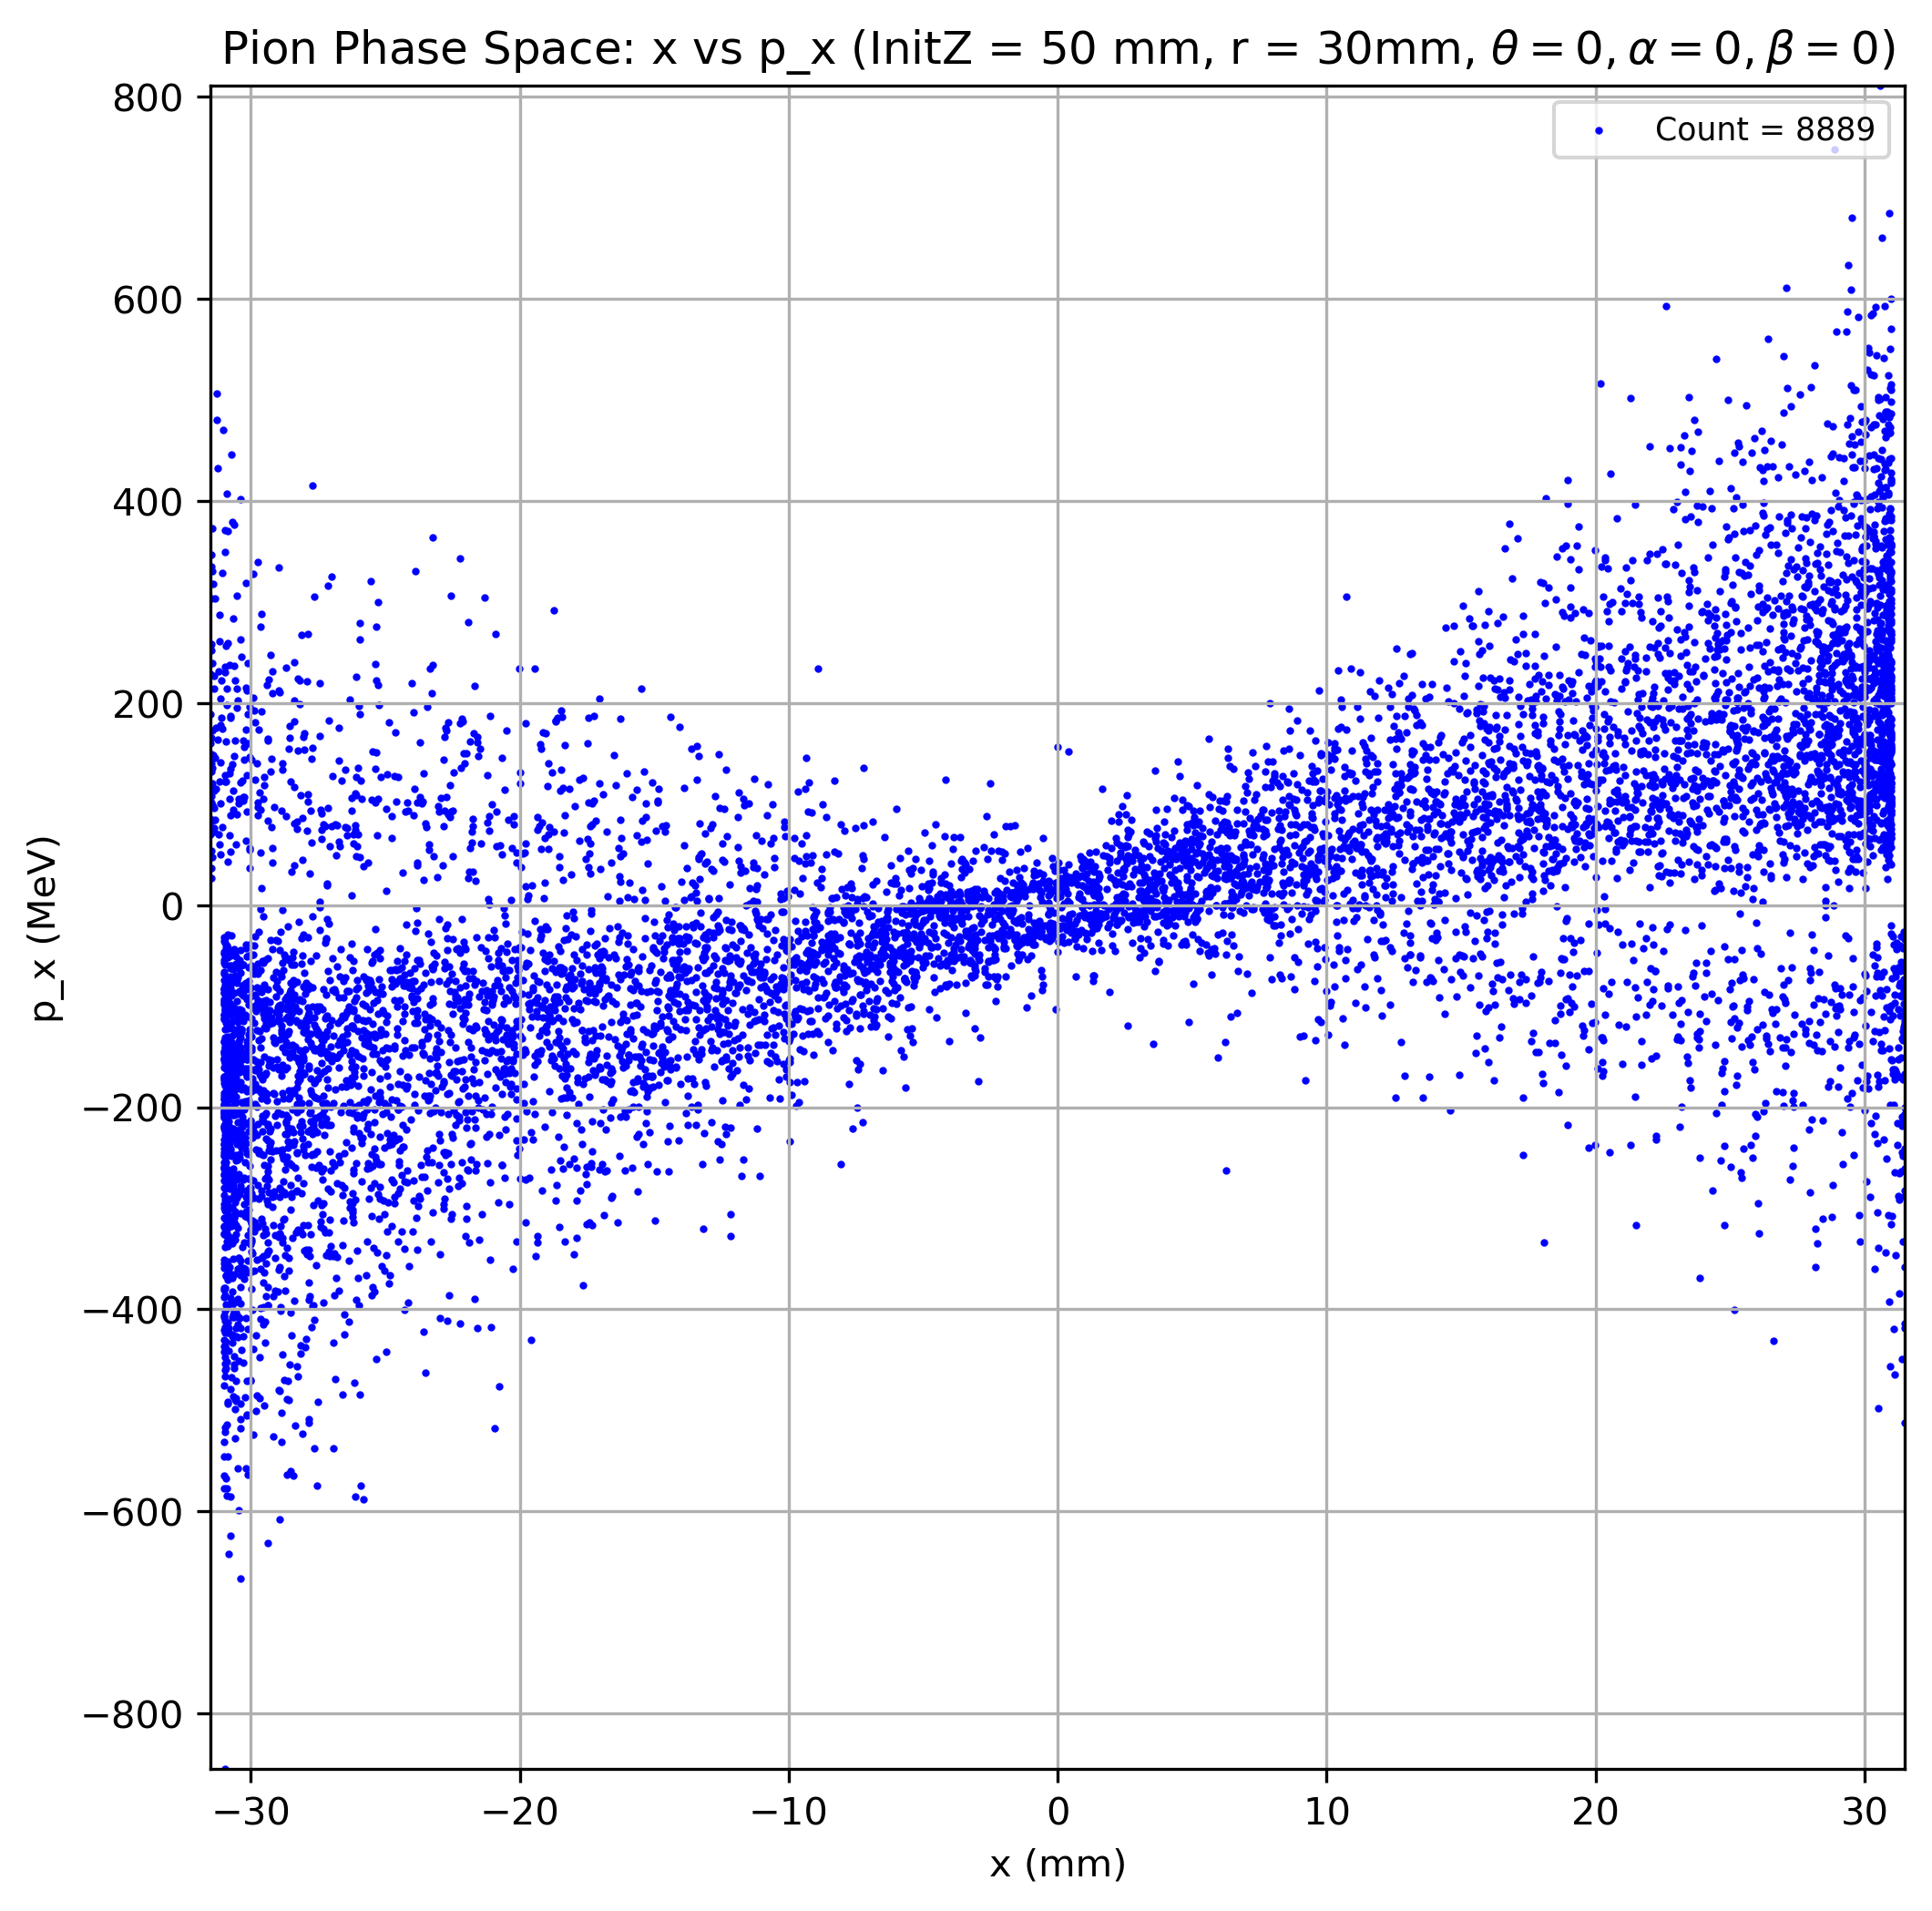 Pion Phase Space: x vs p_x (InitZ = 50 mm, r = 30mm, θ = 0, α = 0, β = 0)
Count = 8889
800
600
400
200
0
−200
−400
−600
−800
p_x (MeV)
−30 −20 −10 0 10 20 30
x (mm)